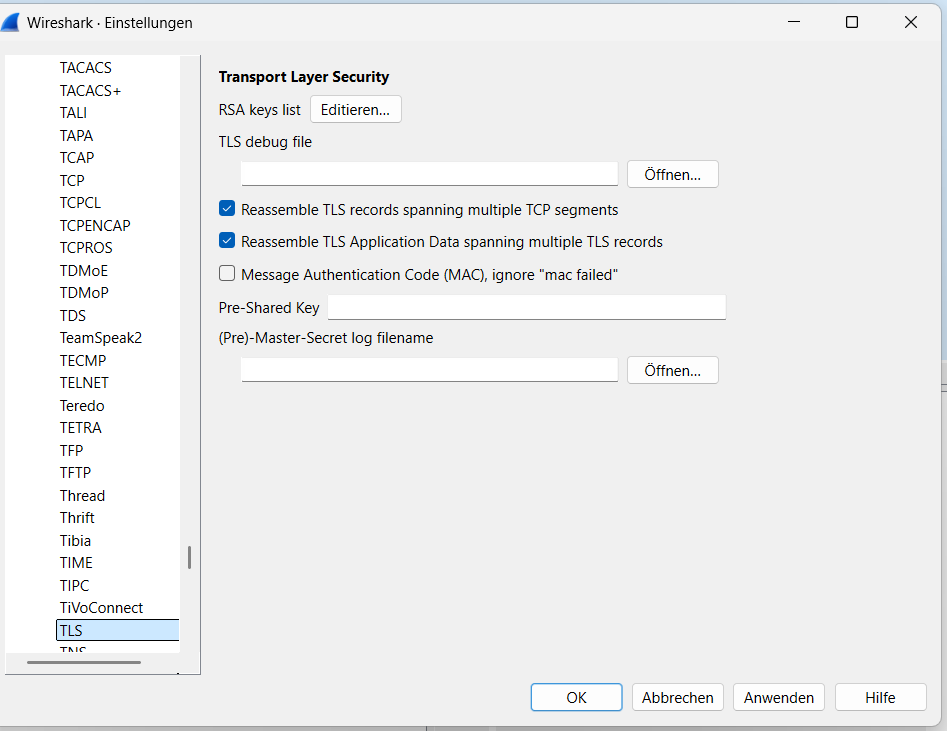 Wireshark · Einstellungen
TACACS
TACACS+
TALI
TAPA
TCAP
TCP
TCPCL
TCPENCAP
TCPROS
TDMoE
TDMoP
TDS
TeamSpeak2
TECMP
TELNET
Teredo
TETRA
TFP
TFTP
Thread
Thrift
Tibia
TIME
TIPC
TiVoConnect
TLS
TNS
Transport Layer Security
RSA keys list Editieren...
TLS debug file
Öffnen...
Reassemble TLS records spanning multiple TCP segments
Reassemble TLS Application Data spanning multiple TLS records
Message Authentication Code (MAC), ignore "mac failed"
Pre-Shared Key
(Pre)-Master-Secret log filename
Öffnen...
OK Abbrechen Anwenden Hilfe